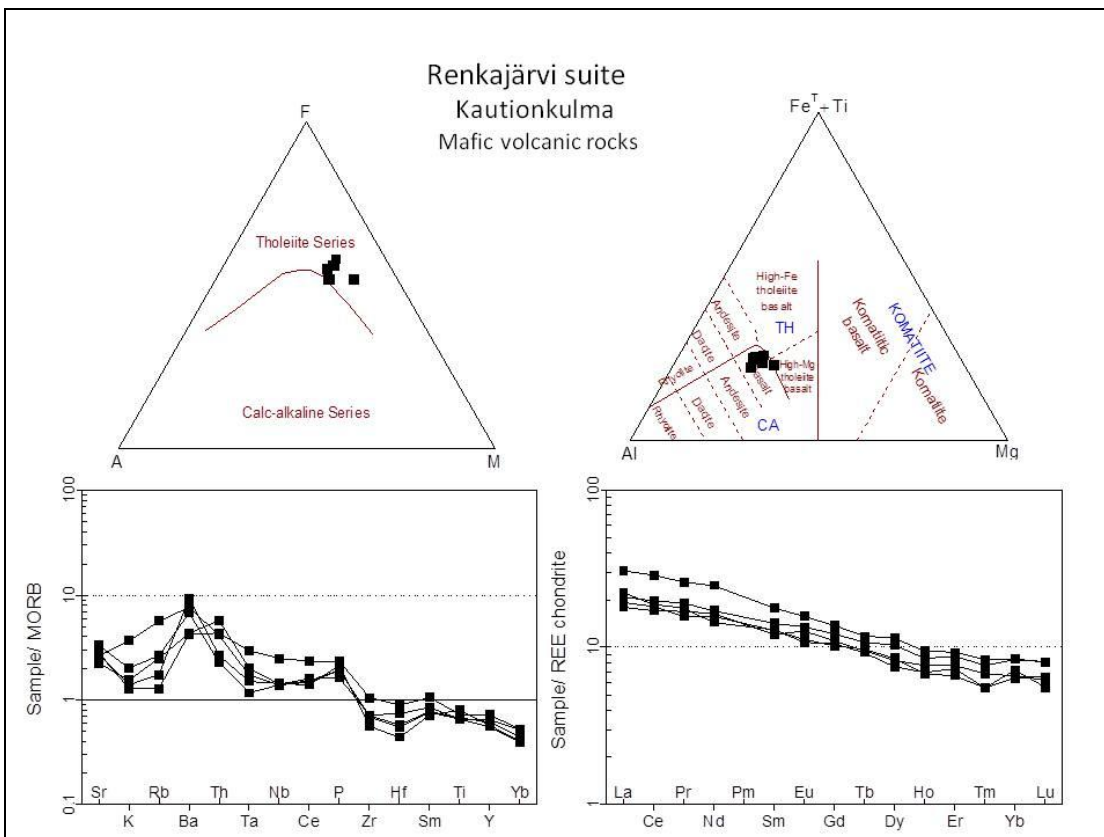 Renkajärvi suite
Kautionkulma
Mafic volcanic rocks
F
Tholeiite Series
Calc-alkaline Series
A
M
Fe^T + Ti
High-Fe
tholeiite
basalt
TH
Andesite
Dacite
Rhyolite
Basalt
High-Mg
tholeiite
basalt
Andesite
Dacite
Rhyolite
CA
Komatiitic
basalt
KOMATIITE
Komatiite
Al
Mg
Sample/ MORB
100
10
1
0.1
Sr Rb Th Nb P Hf Ti Yb
K Ba Ta Ce Zr Sm Y
Sample/ REE chondrite
100
10
1
La Pr Pm Eu Tb Ho Tm Lu
Ce Nd Sm Gd Dy Er Yb